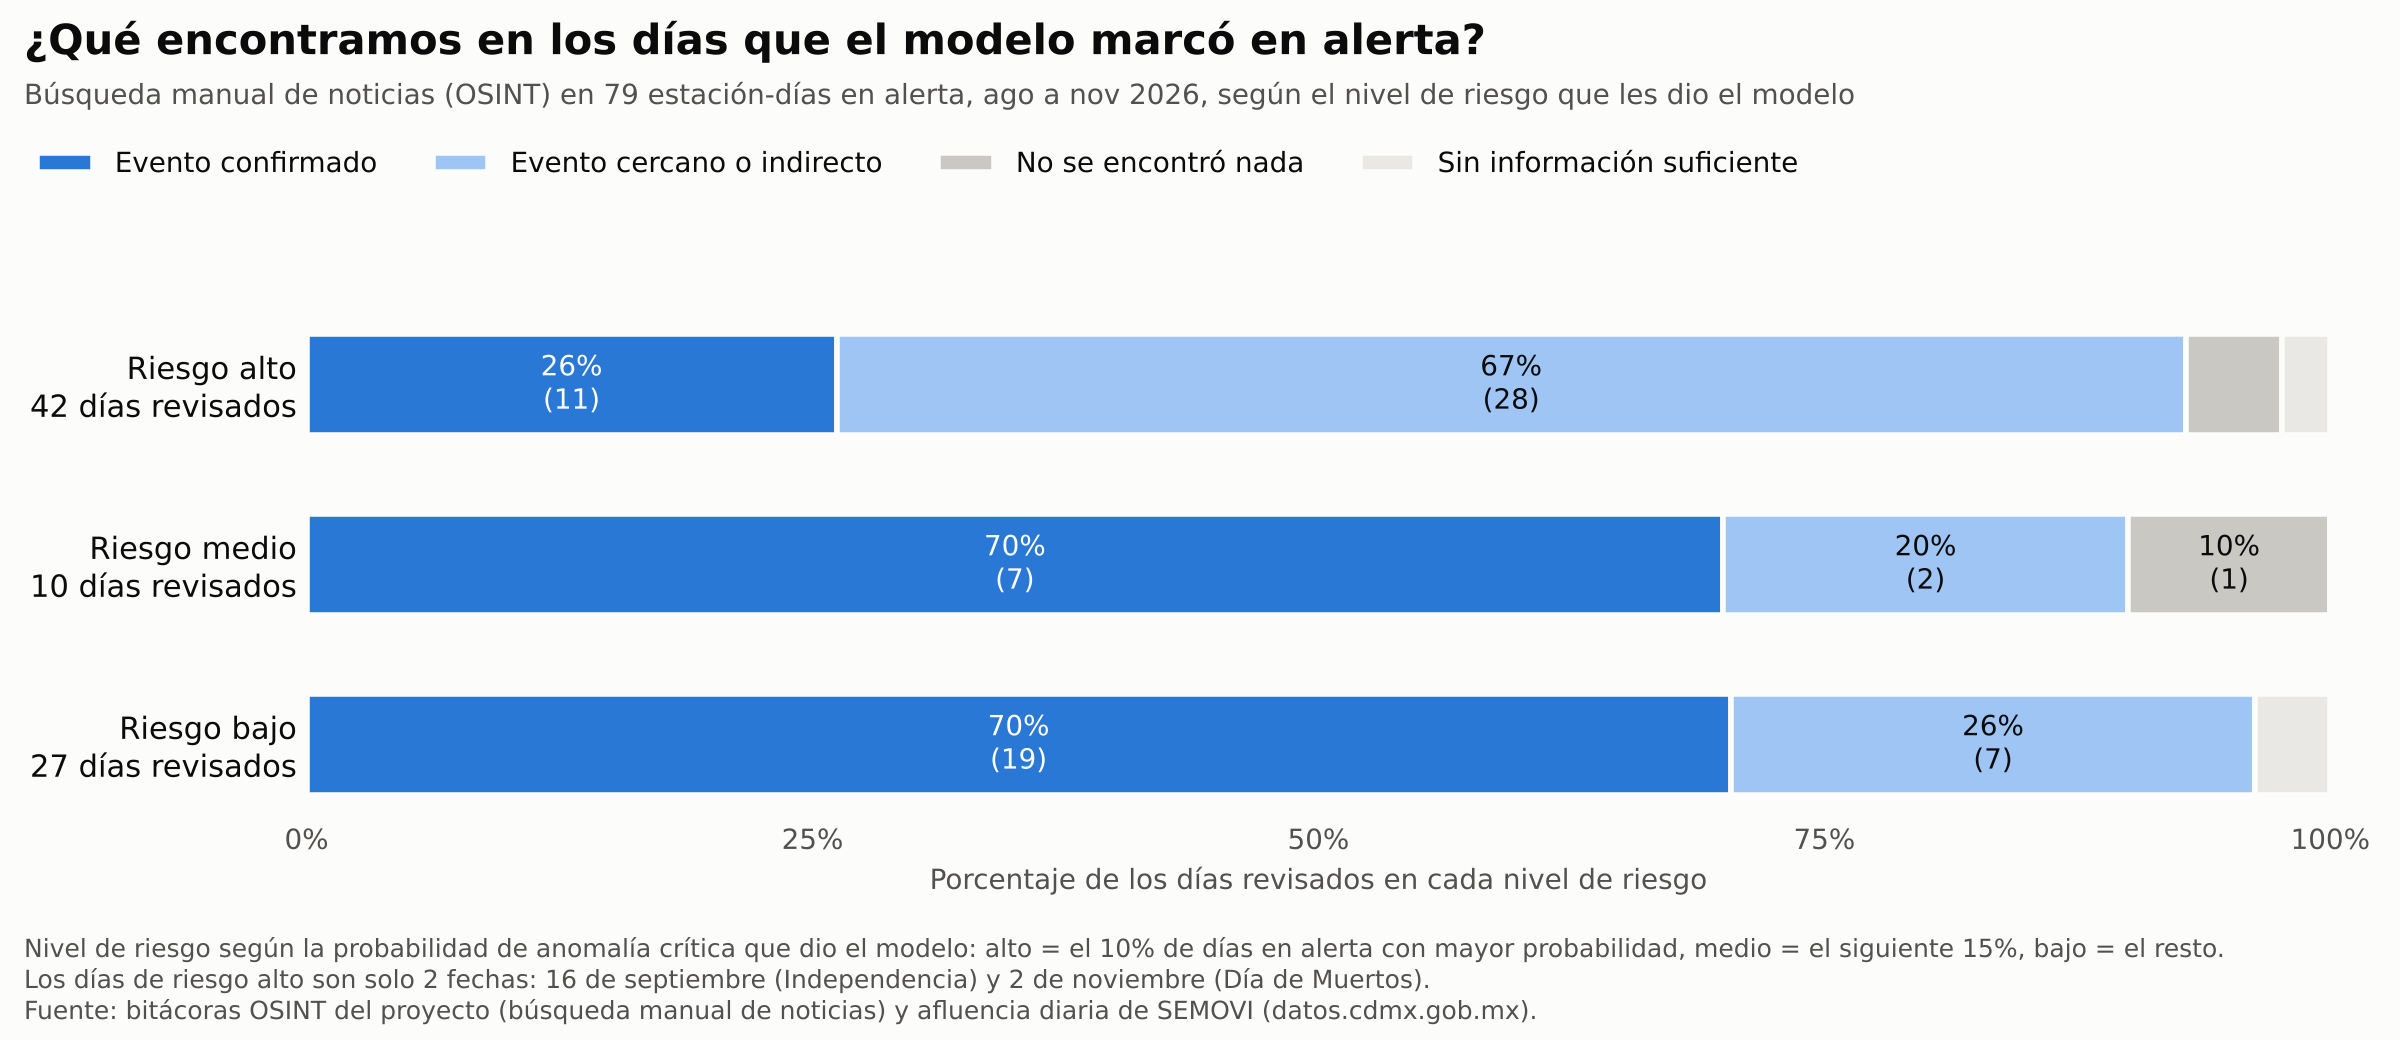 ¿Qué encontramos en los días que el modelo marcó en alerta?
Búsqueda manual de noticias (OSINT) en 79 estación-días en alerta, ago a nov 2026, según el nivel de riesgo que les dio el modelo
Evento confirmado
Evento cercano o indirecto
No se encontró nada
Sin información suficiente
Riesgo alto
42 días revisados
26%
(11)
67%
(28)
Riesgo medio
10 días revisados
70%
(7)
20%
(2)
10%
(1)
Riesgo bajo
27 días revisados
70%
(19)
26%
(7)
0%
25%
50%
75%
100%
Porcentaje de los días revisados en cada nivel de riesgo
Nivel de riesgo según la probabilidad de anomalía crítica que dio el modelo: alto = el 10% de días en alerta con mayor probabilidad, medio = el siguiente 15%, bajo = el resto.
Los días de riesgo alto son solo 2 fechas: 16 de septiembre (Independencia) y 2 de noviembre (Día de Muertos).
Fuente: bitácoras OSINT del proyecto (búsqueda manual de noticias) y afluencia diaria de SEMOVI (datos.cdmx.gob.mx).